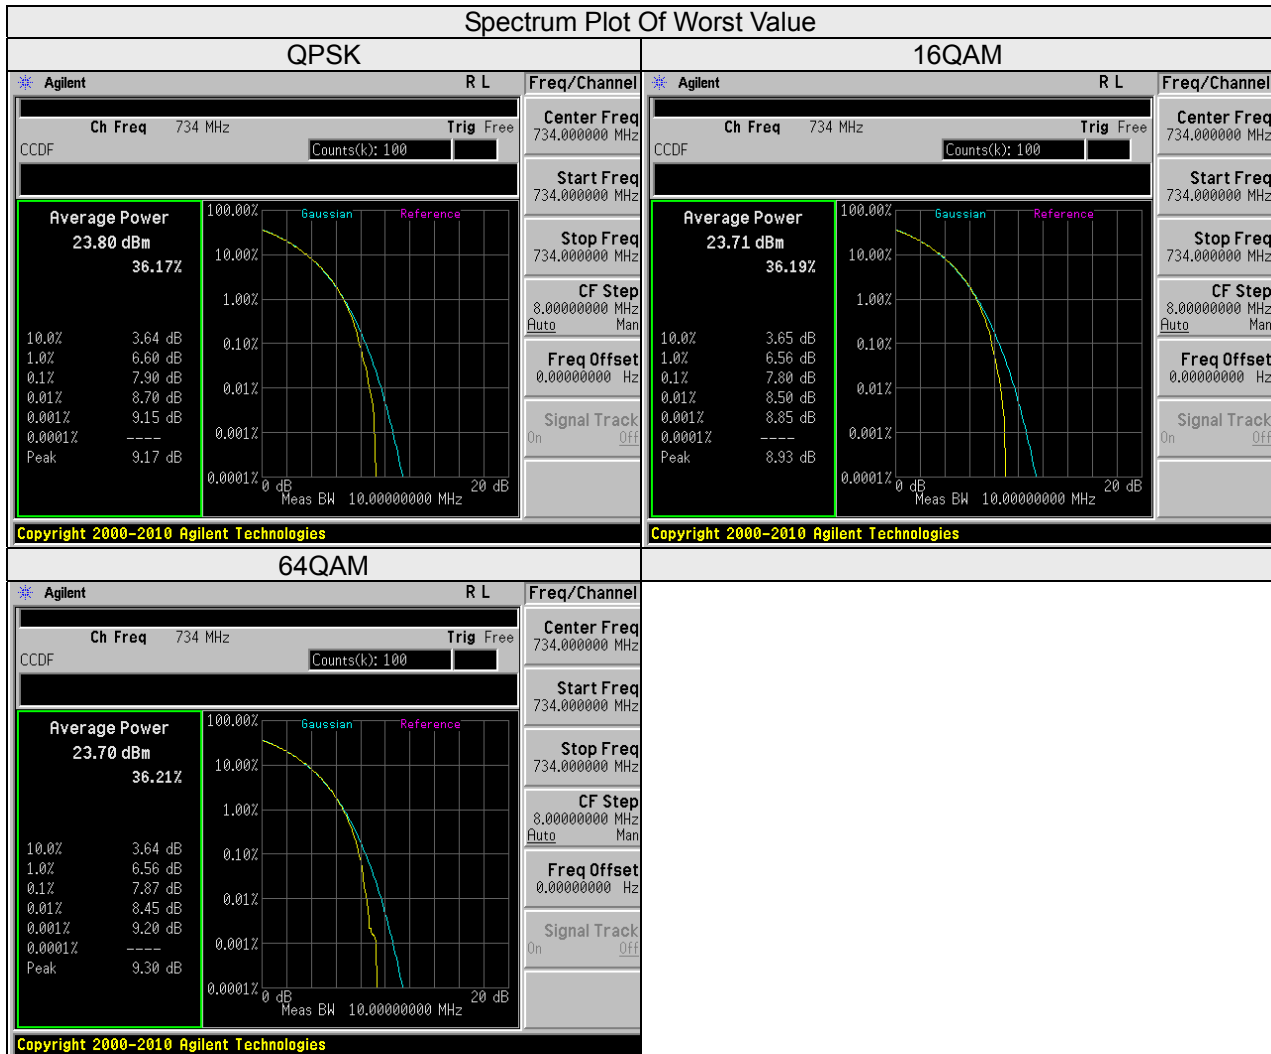 Spectrum Plot Of Worst Value
QPSK
Agilent
R L
Freq/Channel
Ch Freq 734 MHz
Trig Free
CCDF
Counts(k): 100
Average Power
23.80 dBm
36.17%
10.0% 3.64 dB
1.0% 6.60 dB
0.1% 7.90 dB
0.01% 8.70 dB
0.001% 9.15 dB
0.0001% ----
Peak 9.17 dB
100.00%
Gaussian
Reference
10.00%
1.00%
0.10%
0.01%
0.001%
0.0001%
0 dB
20 dB
Meas BW 10.00000000 MHz
Center Freq
734.000000 MHz
Start Freq
734.000000 MHz
Stop Freq
734.000000 MHz
CF Step
8.00000000 MHz
Auto Man
Freq Offset
0.00000000 Hz
Signal Track
On Off
Copyright 2000-2010 Agilent Technologies
16QAM
Agilent
R L
Freq/Channel
Ch Freq 734 MHz
Trig Free
CCDF
Counts(k): 100
Average Power
23.71 dBm
36.19%
10.0% 3.65 dB
1.0% 6.56 dB
0.1% 7.80 dB
0.01% 8.50 dB
0.001% 8.85 dB
0.0001% ----
Peak 8.93 dB
100.00%
Gaussian
Reference
10.00%
1.00%
0.10%
0.01%
0.001%
0.0001%
0 dB
20 dB
Meas BW 10.00000000 MHz
Center Freq
734.000000 MHz
Start Freq
734.000000 MHz
Stop Freq
734.000000 MHz
CF Step
8.00000000 MHz
Auto Man
Freq Offset
0.00000000 Hz
Signal Track
On Off
Copyright 2000-2010 Agilent Technologies
64QAM
Agilent
R L
Freq/Channel
Ch Freq 734 MHz
Trig Free
CCDF
Counts(k): 100
Average Power
23.70 dBm
36.21%
10.0% 3.64 dB
1.0% 6.56 dB
0.1% 7.87 dB
0.01% 8.45 dB
0.001% 9.20 dB
0.0001% ----
Peak 9.30 dB
100.00%
Gaussian
Reference
10.00%
1.00%
0.10%
0.01%
0.001%
0.0001%
0 dB
20 dB
Meas BW 10.00000000 MHz
Center Freq
734.000000 MHz
Start Freq
734.000000 MHz
Stop Freq
734.000000 MHz
CF Step
8.00000000 MHz
Auto Man
Freq Offset
0.00000000 Hz
Signal Track
On Off
Copyright 2000-2010 Agilent Technologies